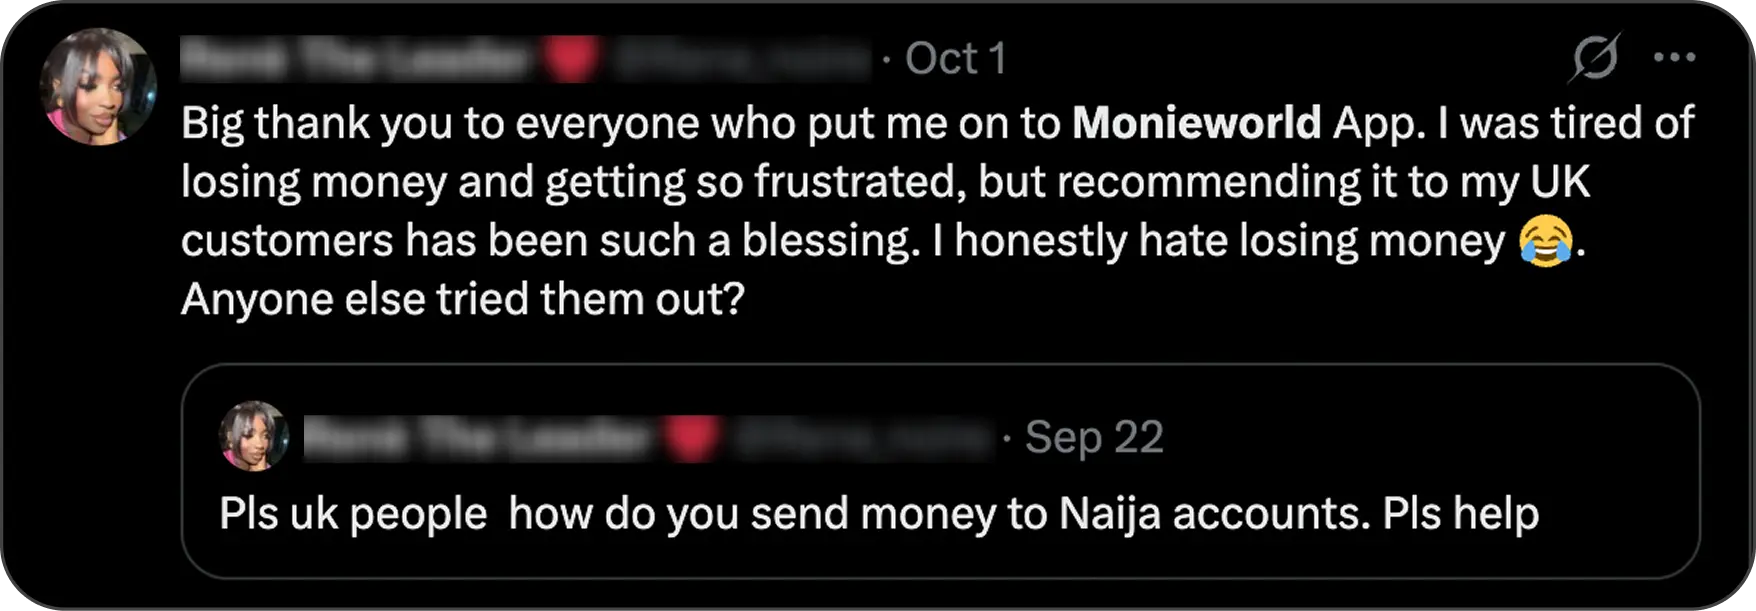 · Oct 1
Big thank you to everyone who put me on to Monieworld App. I was tired of
losing money and getting so frustrated, but recommending it to my UK
customers has been such a blessing. I honestly hate losing money 😂.
Anyone else tried them out?
· Sep 22
Pls uk people  how do you send money to Naija accounts. Pls help